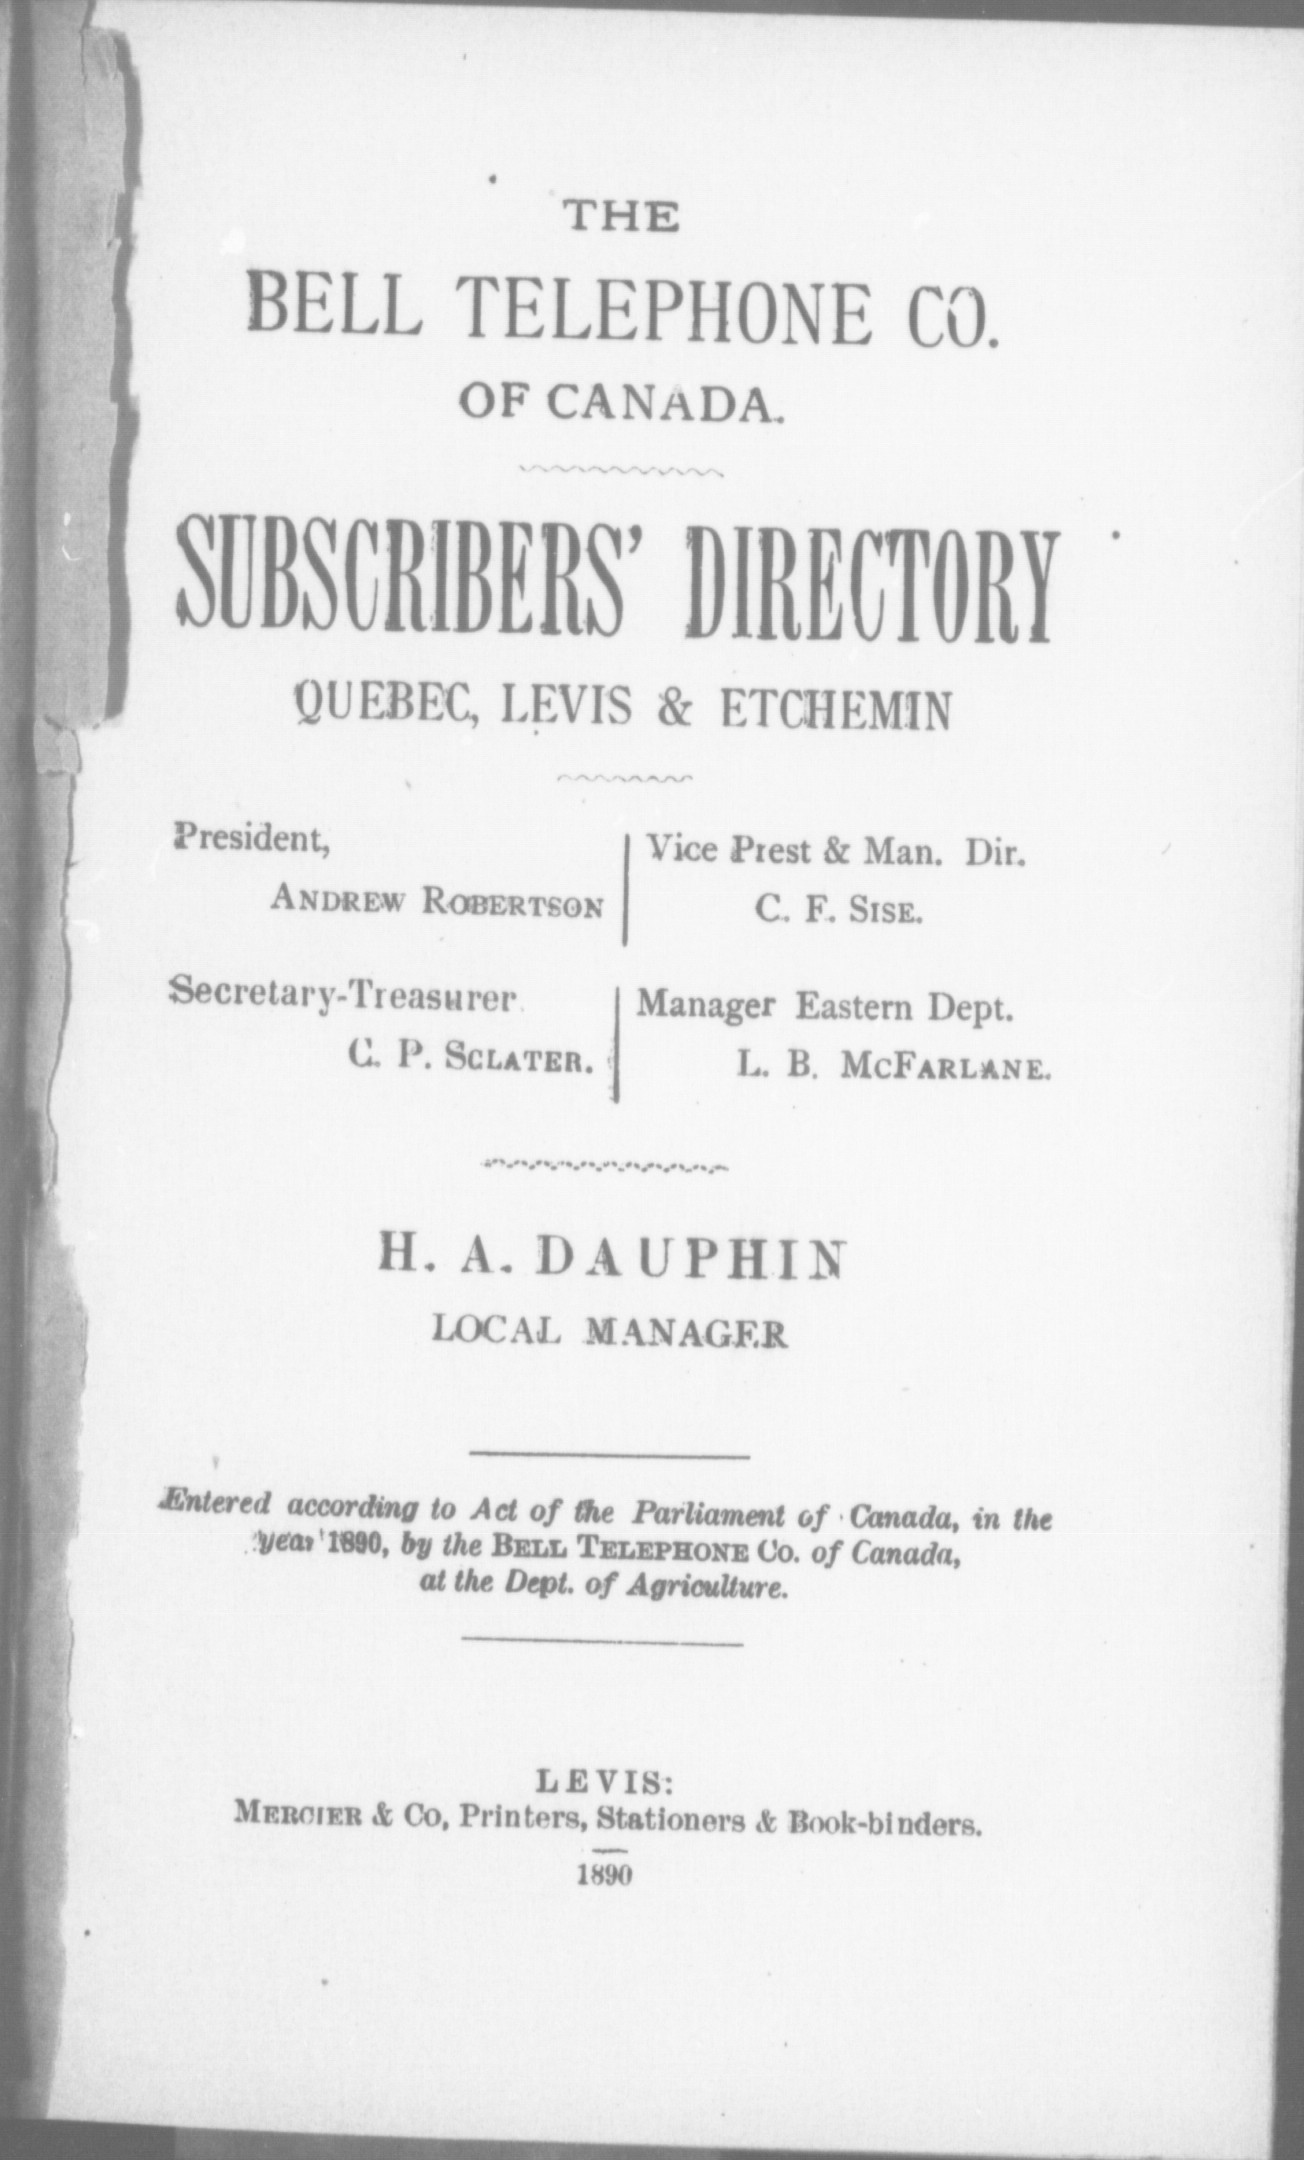 THE
BELL TELEPHONE CO.
OF CANADA.
SUBSCRIBERS' DIRECTORY
QUEBEC, LEVIS & ETCHEMIN
President,
ANDREW ROBERTSON
Vice Prest & Man. Dir.
C. F. SISE.
Secretary-Treasurer
C. P. SCLATER.
Manager Eastern Dept.
L. B. MCFARLANE.
H. A. DAUPHIN
LOCAL MANAGER
Entered according to Act of the Parliament of Canada, in the
year 1890, by the BELL TELEPHONE Co. of Canada,
at the Dept. of Agriculture.
LEVIS:
MERCIER & Co, Printers, Stationers & Book-binders.
1890